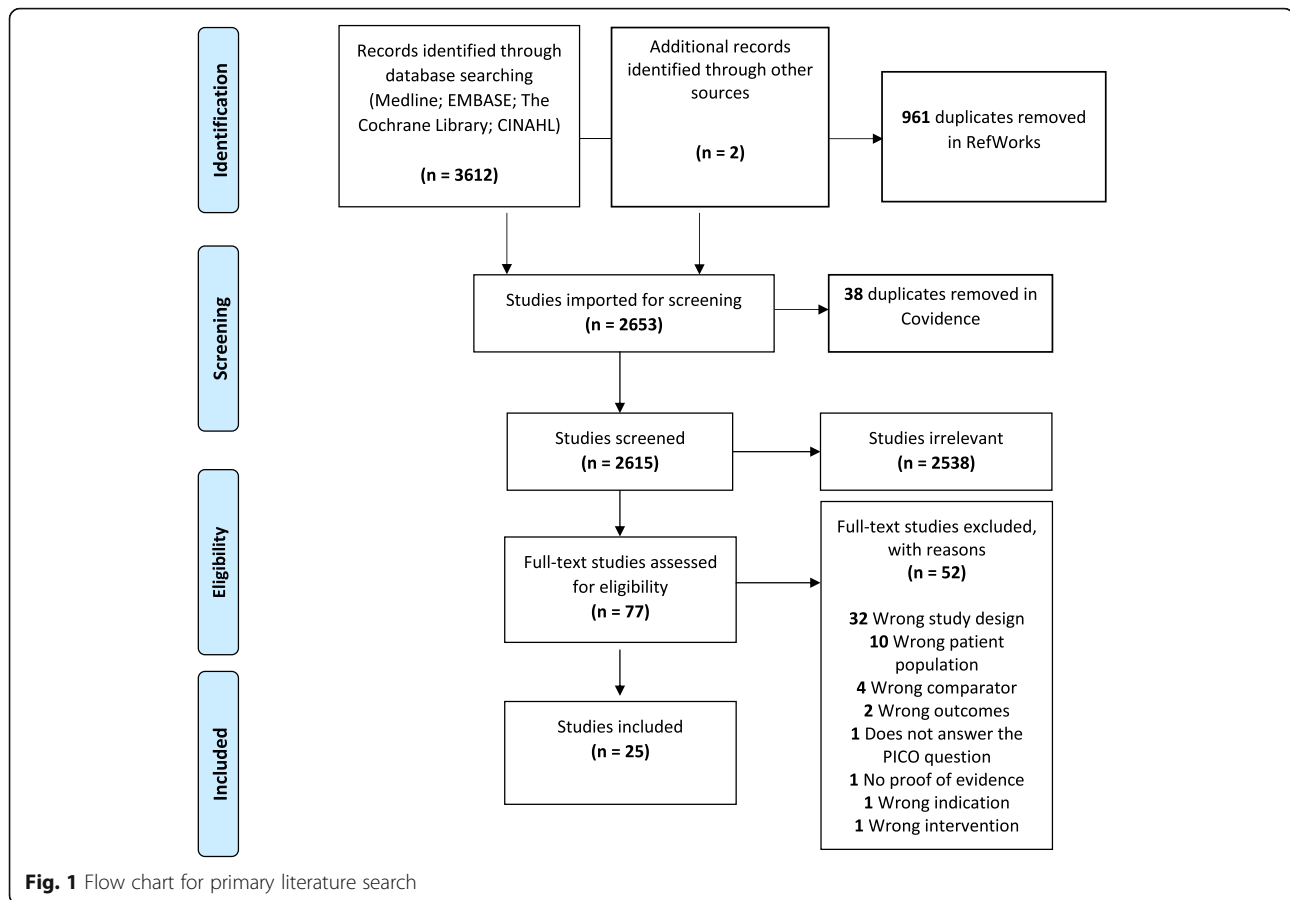 Identification
Records identified through
database searching
(Medline; EMBASE; The
Cochrane Library; CINAHL)
(n = 3612)
Additional records
identified through other
sources
(n = 2)
961 duplicates removed
in RefWorks
Screening
Studies imported for screening
(n = 2653)
38 duplicates removed in
Covidence
Studies screened
(n = 2615)
Studies irrelevant
(n = 2538)
Eligibility
Full-text studies assessed
for eligibility
(n = 77)
Full-text studies excluded,
with reasons
(n = 52)
32 Wrong study design
10 Wrong patient
population
4 Wrong comparator
2 Wrong outcomes
1 Does not answer the
PICO question
1 No proof of evidence
1 Wrong indication
1 Wrong intervention
Included
Studies included
(n = 25)
Fig. 1 Flow chart for primary literature search